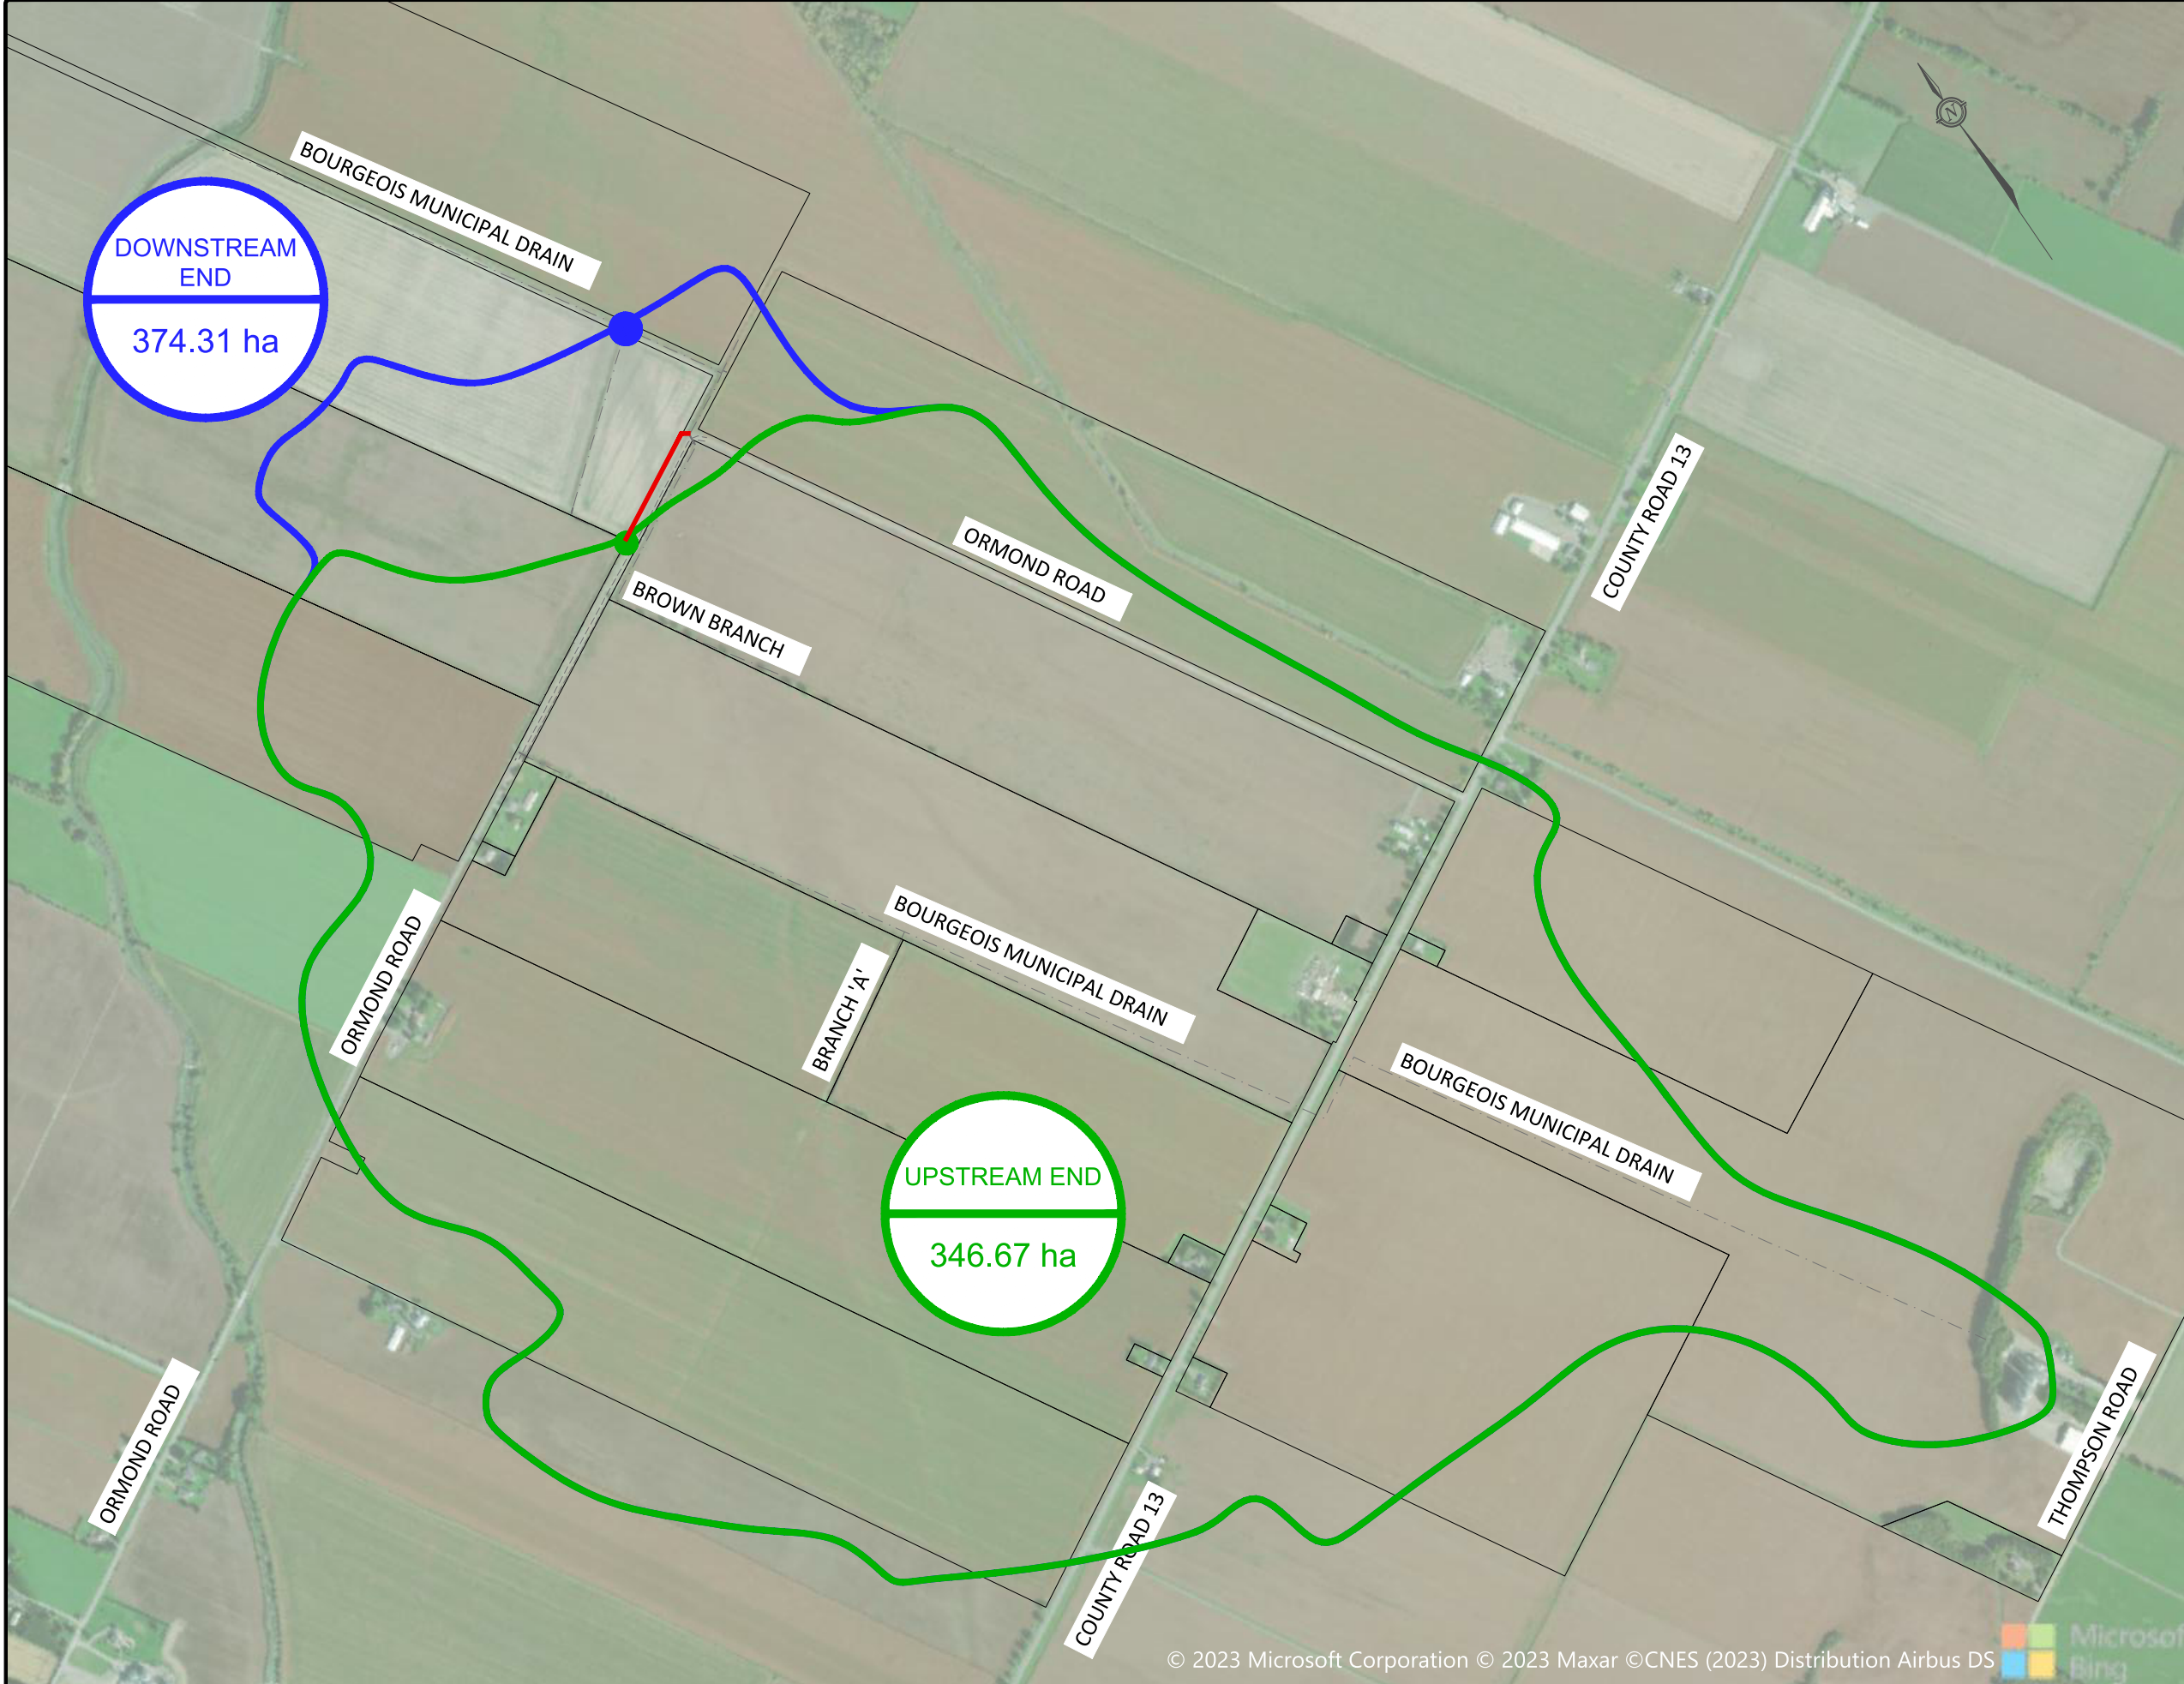 BOURGEOIS MUNICIPAL DRAIN
N
DOWNSTREAM
END
374.31 ha
COUNTY ROAD 13
ORMOND ROAD
BROWN BRANCH
BOURGEOIS MUNICIPAL DRAIN
ORMOND ROAD
BRANCH 'A'
BOURGEOIS MUNICIPAL DRAIN
UPSTREAM END
346.67 ha
ORMOND ROAD
THOMPSON ROAD
COUNTY ROAD 13
© 2023 Microsoft Corporation © 2023 Maxar ©CNES (2023) Distribution Airbus DS
Microsof
Bing